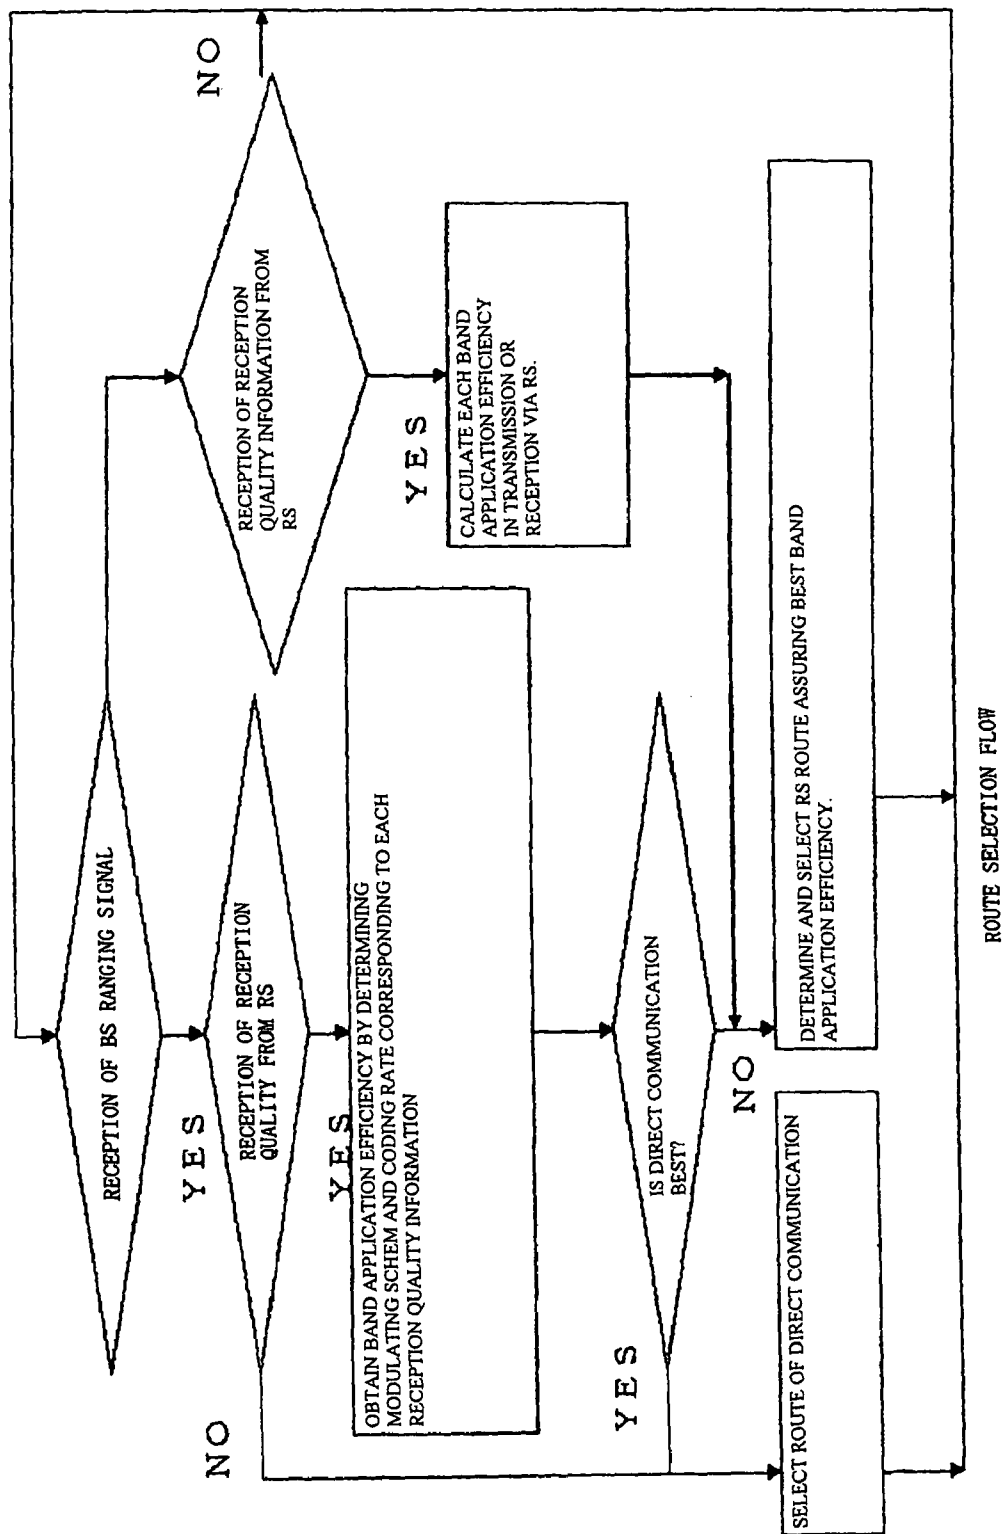 RECEPTION OF BS RANGING SIGNAL
YES
RECEPTION OF RECEPTION
QUALITY FROM RS
NO
YES
OBTAIN BAND APPLICATION EFFICIENCY BY DETERMINING
MODULATING SCHEM AND CODING RATE CORRESPONDING TO EACH
RECEPTION QUALITY INFORMATION
IS DIRECT COMMUNICATION
BEST?
YES
NO
SELECT ROUTE OF DIRECT COMMUNICATION
RECEPTION OF RECEPTION
QUALITY INFORMATION FROM
RS
NO
YES
CALCULATE EACH BAND
APPLICATION EFFICIENCY
IN TRANSMISSION OR
RECEPTION VIA RS.
DETERMINE AND SELECT RS ROUTE ASSURING BEST BAND
APPLICATION EFFICIENCY.
ROUTE SELECTION FLOW